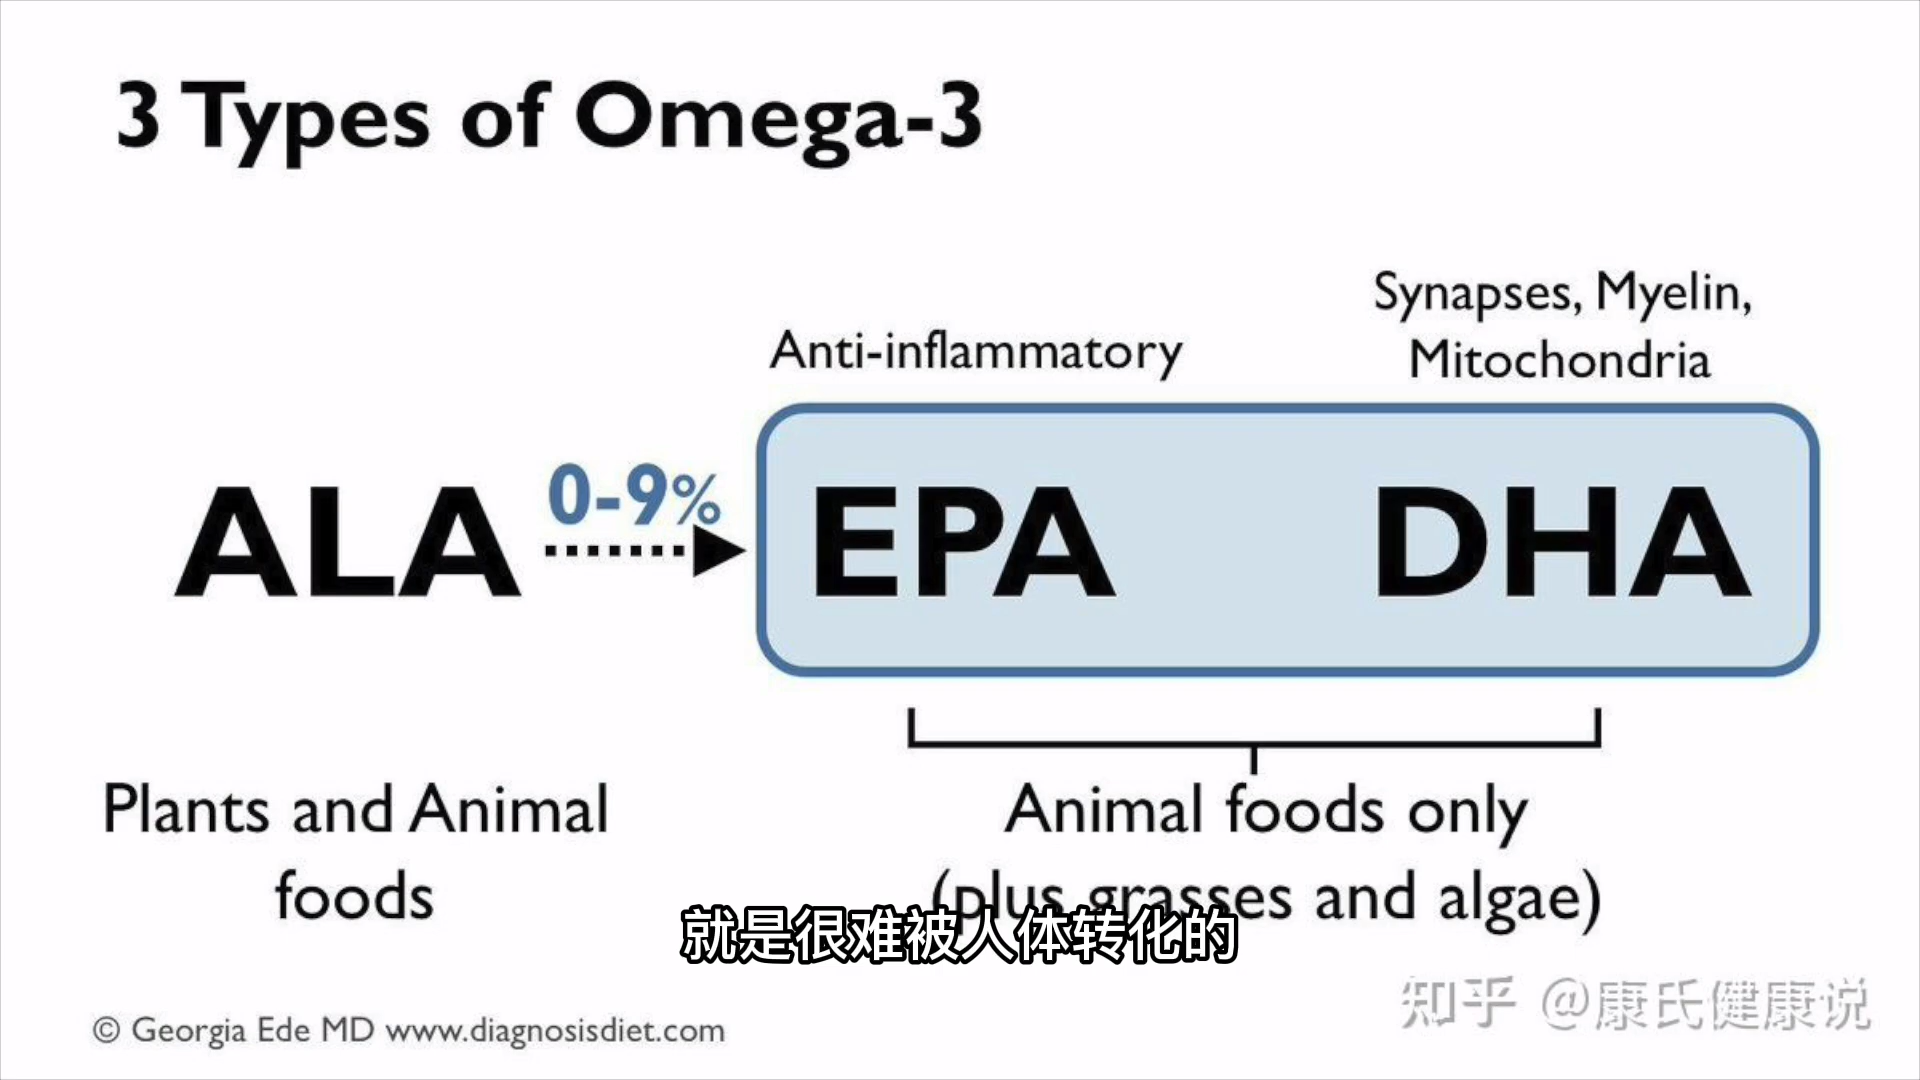 3 Types of Omega-3
Synapses, Myelin,
Mitochondria
Anti-inflammatory
ALA
0-9%
EPA
DHA
Plants and Animal
foods
Animal foods only
(plus grasses and algae)
就是很难被人体转化的
© Georgia Ede MD www.diagnosisdiet.com
知乎 @康氏健康说